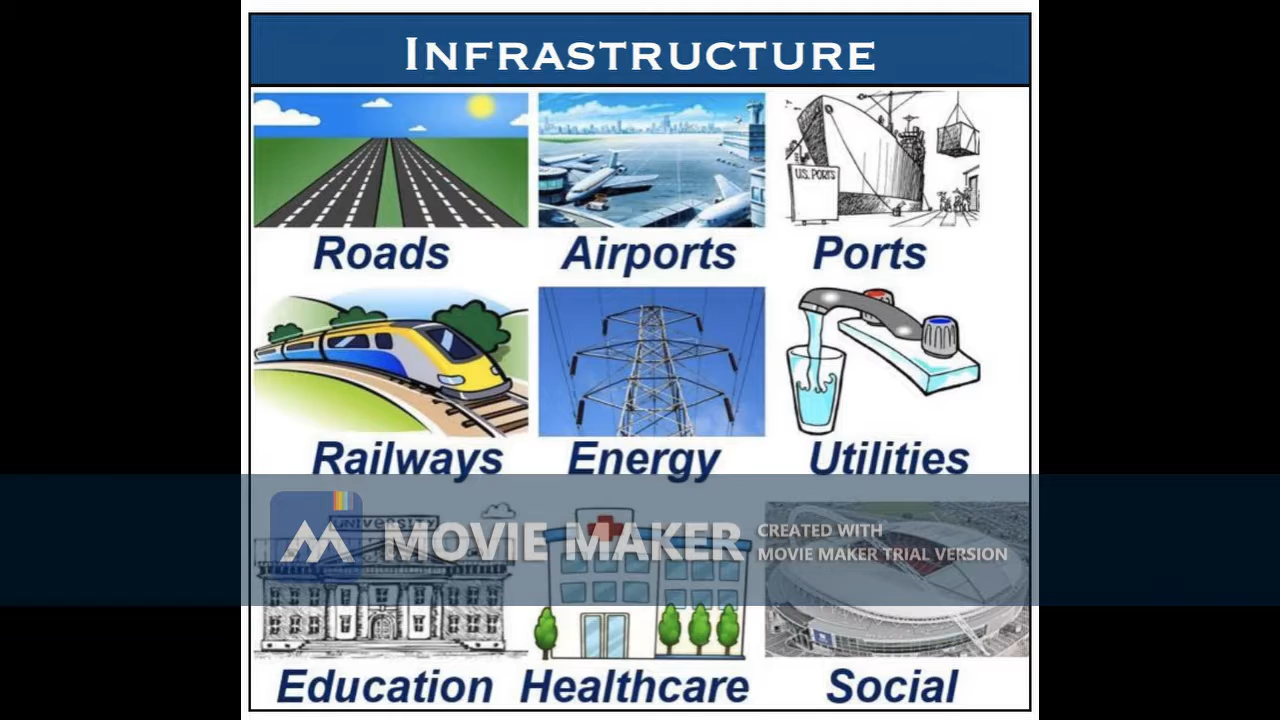 INFRASTRUCTURE
U.S. PORTS
Roads Airports Ports
Railways Energy Utilities
UNIVERSITY
MOVIE MAKER
CREATED WITH
MOVIE MAKER TRIAL VERSION
Education Healthcare Social